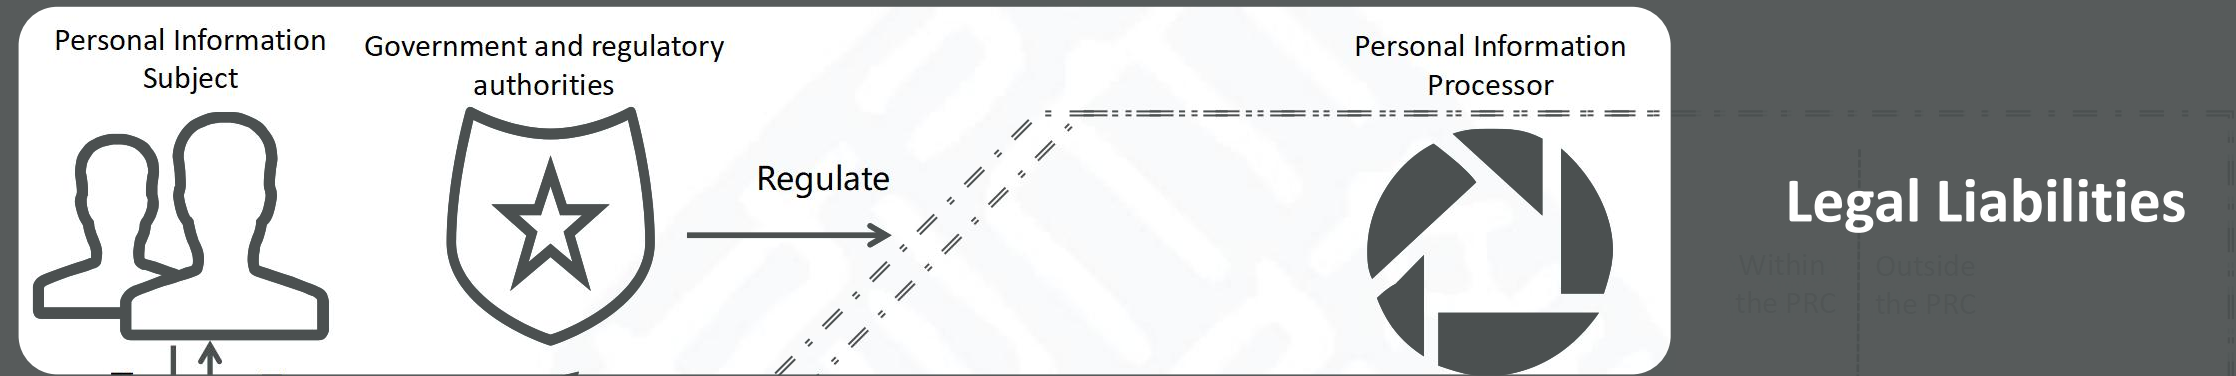 Personal Information
Subject
Government and regulatory
authorities
Regulate
Personal Information
Processor
Legal Liabilities
Within
the PRC
Outside
the PRC